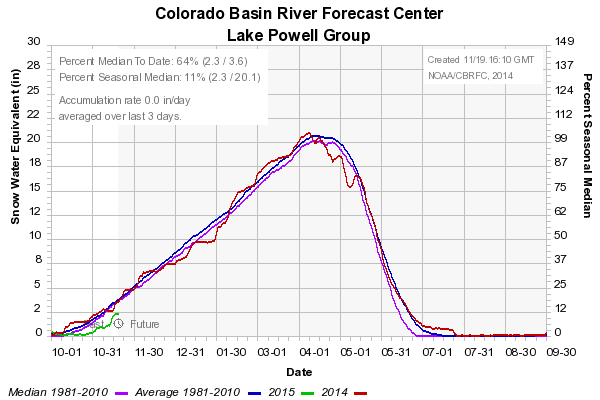 Colorado Basin River Forecast Center
Lake Powell Group
Percent Median To Date: 64% (2.3 / 3.6)
Percent Seasonal Median: 11% (2.3 / 20.1)
Accumulation rate 0.0 in/day
averaged over last 3 days.
Created 11/19.16:10 GMT
NOAA/CBRFC, 2014
Snow Water Equivalent (in)
30
28
25
22
20
18
15
12
10
8
5
2
0
149
136
124
112
99
87
75
62
50
37
25
12
0
Percent Seasonal Median
Future
10-01 10-31 11-30 12-31 01-30 03-01 04-01 05-01 05-31 07-01 07-31 08-30 09-30
Date
Median 1981-2010 Average 1981-2010 2015 2014